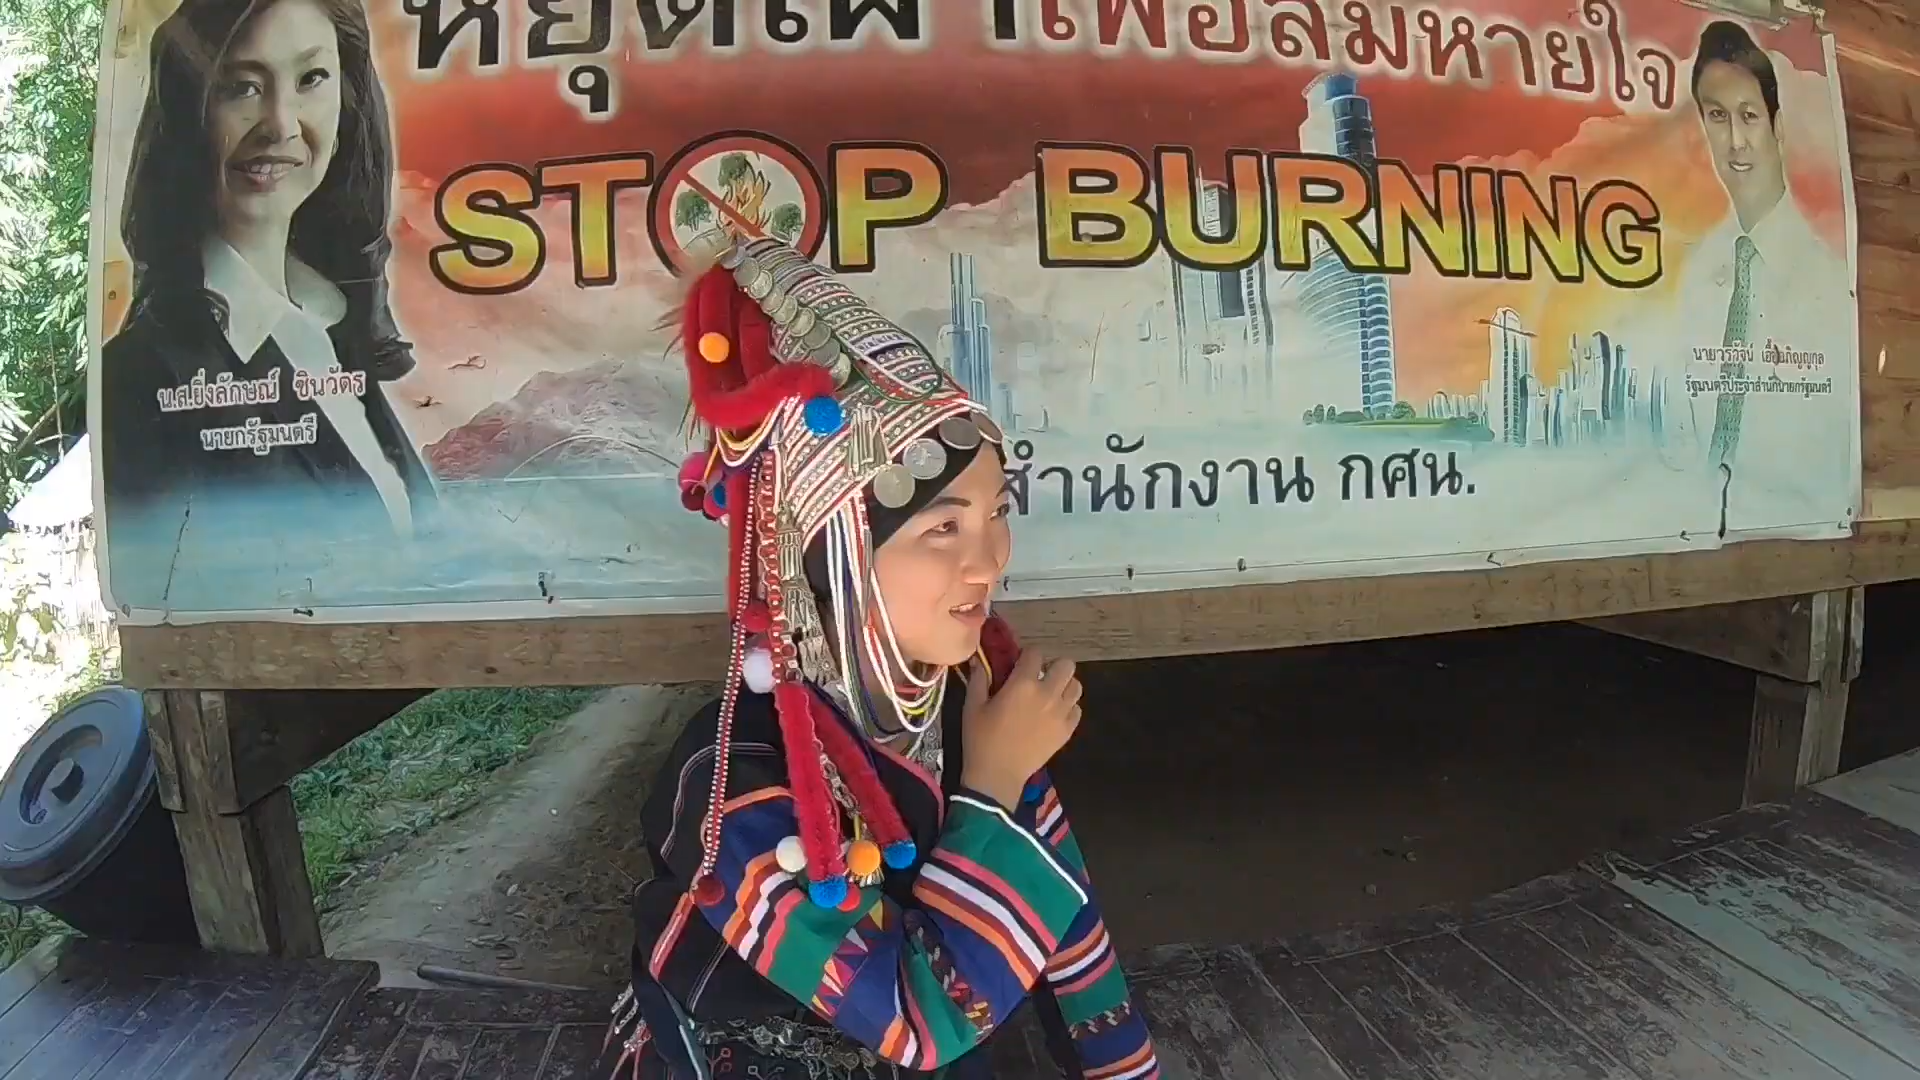 หยุดเผาเพื่อลมหายใจ
STOP BURNING
น.ส.ยิ่งลักษณ์ ชินวัตร
นายกรัฐมนตรี
นายวรวัจน์ เอื้ออภิญญกุล
รัฐมนตรีประจำสำนักนายกรัฐมนตรี
สำนักงาน กศน.